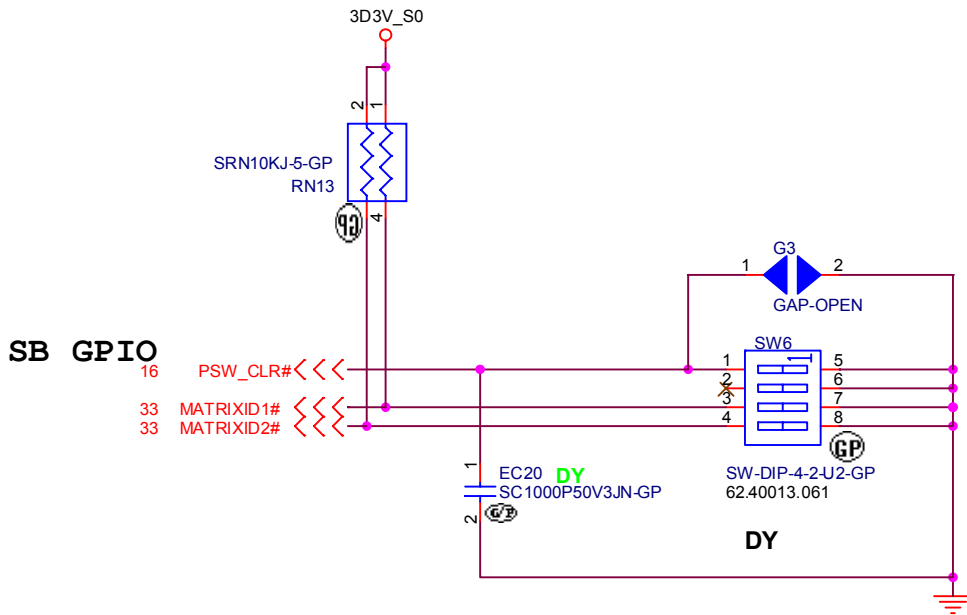 3D3V_S0
2 1
SRN10KJ-5-GP
RN13
4
GP
G3
1 2
GAP-OPEN
SB GPIO
16 PSW_CLR#
33 MATRIXID1#
33 MATRIXID2#
SW6
1
1 5
2 6
3 7
4 8
GP
1
EC20 DY
SC1000P50V3JN-GP
2 G/P
SW-DIP-4-2-U2-GP
62.40013.061
DY